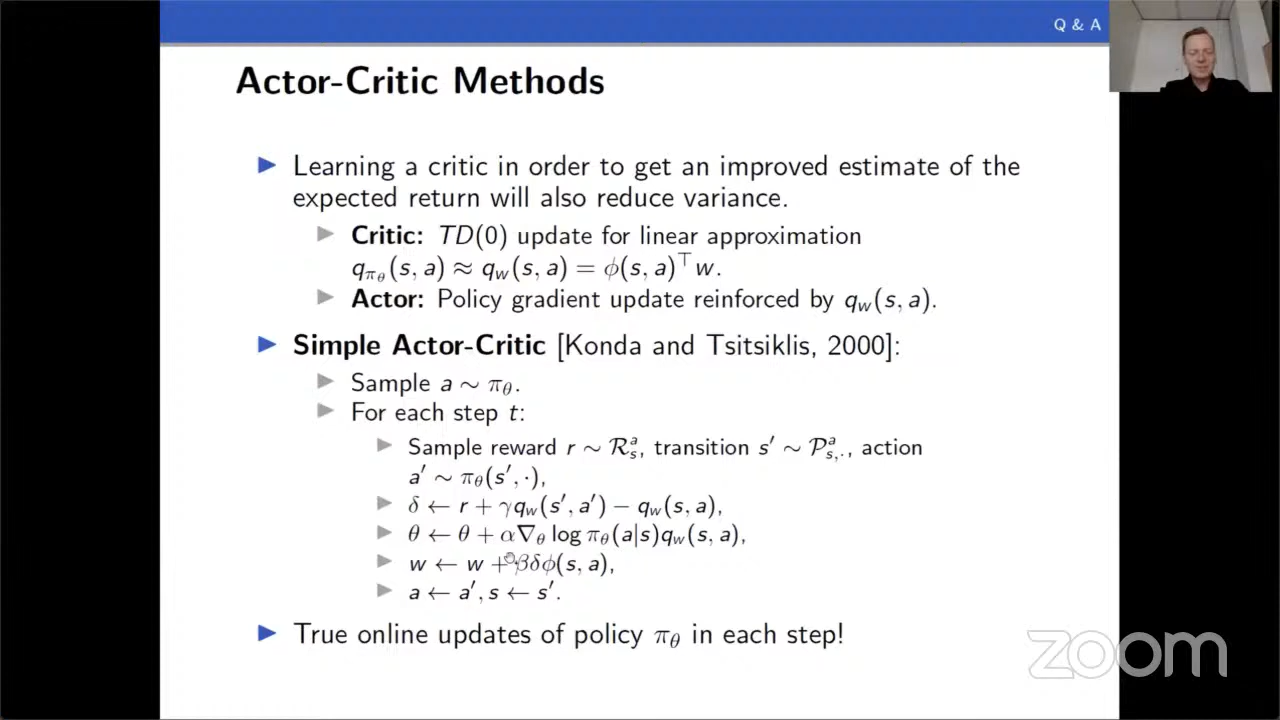 Q & A
Actor-Critic Methods
▶ Learning a critic in order to get an improved estimate of the
expected return will also reduce variance.
▶ Critic: TD(0) update for linear approximation
q_{π_θ}(s, a) ≈ q_w(s, a) = ϕ(s, a)^⊤ w.
▶ Actor: Policy gradient update reinforced by q_w(s, a).
▶ Simple Actor-Critic [Konda and Tsitsiklis, 2000]:
▶ Sample a ∼ π_θ.
▶ For each step t:
▶ Sample reward r ∼ ℛ_s^a, transition s′ ∼ 𝒫_{s,·}^a, action
a′ ∼ π_θ(s′, ·),
▶ δ ← r + γq_w(s′, a′) − q_w(s, a),
▶ θ ← θ + α∇_θ log π_θ(a|s)q_w(s, a),
▶ w ← w + βδϕ(s, a),
▶ a ← a′, s ← s′.
▶ True online updates of policy π_θ in each step!
zoom